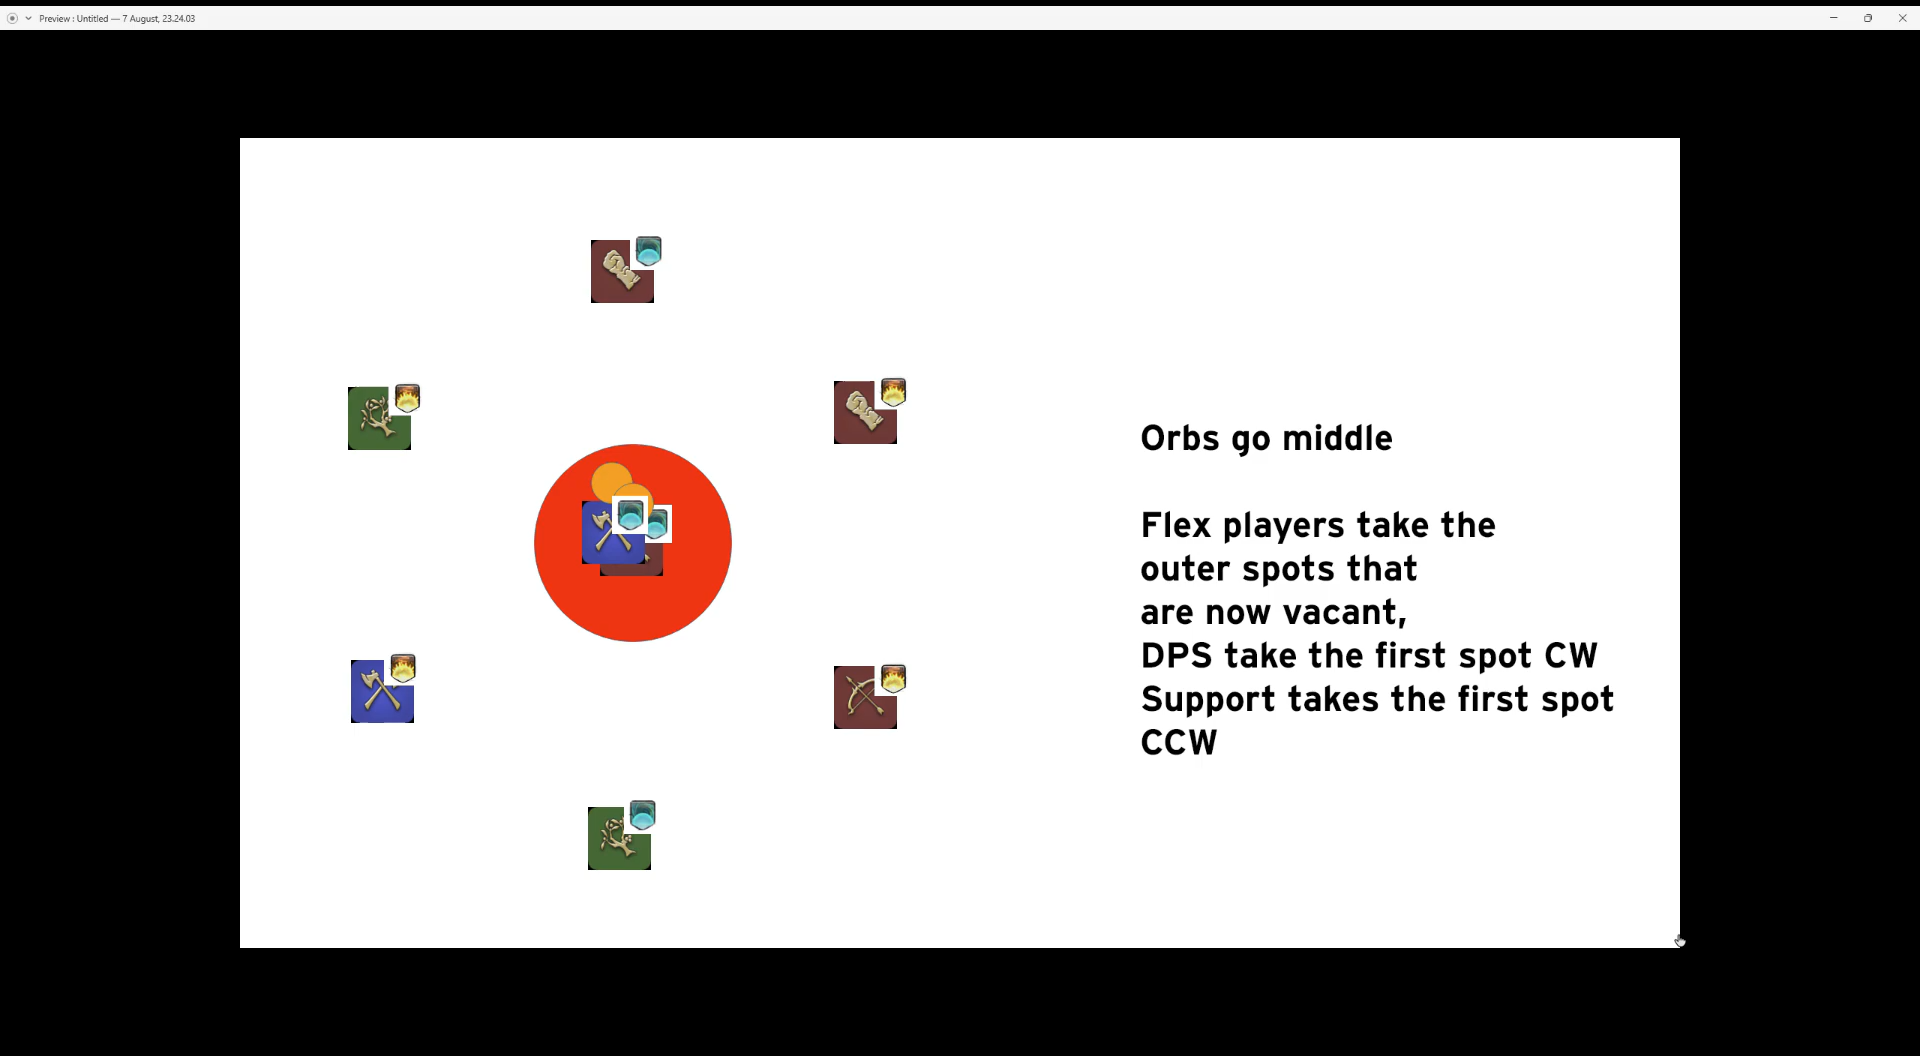 Preview : Untitled — 7 August, 23.24.03
Orbs go middle
Flex players take the
outer spots that
are now vacant,
DPS take the first spot CW
Support takes the first spot
CCW